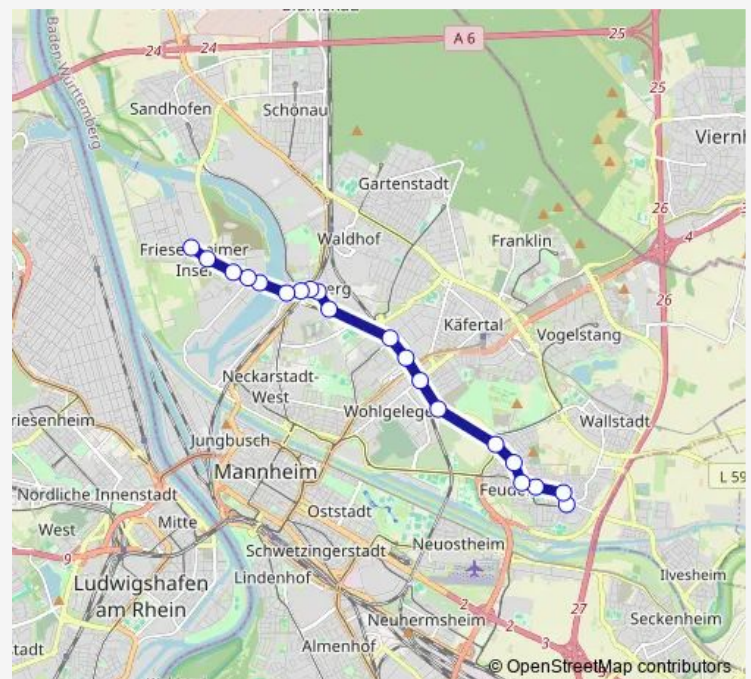 Baden-Württemberg
24
24
A 6
25
25
Sandhofen
Schönau
Viernh
Gartenstadt
26
4
Waldhof
Franklin
Insel
26
Käfertal
Vogelstang
Neckarstadt-
West
Wohlgelege
Wallstadt
riesenheim
Jungbusch
Mannheim
L 59
Nördliche Innenstadt
Oststadt
West
Mitte
Neuostheim
9
Schwetzingerstadt
Lindenhof
Ilvesheim
Ludwigshafen
am Rhein
2
27
Neuhermsheim
2
3
Seckenheim
stadt
Almenhof
© OpenStreetMap contributors